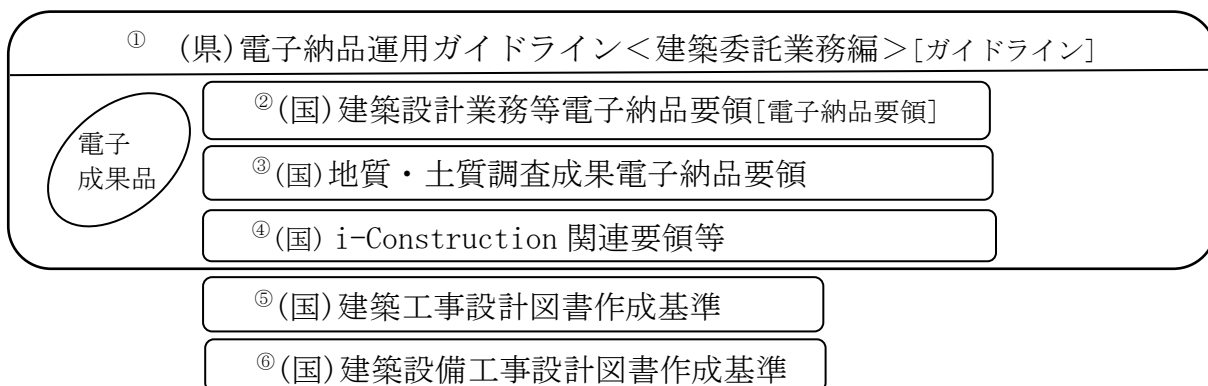 ① (県)電子納品運用ガイドライン＜建築委託業務編＞[ガイドライン]
②(国)建築設計業務等電子納品要領[電子納品要領]
電子
成果品
③(国)地質・土質調査成果電子納品要領
④(国) i-Construction 関連要領等
⑤(国)建築工事設計図書作成基準
⑥(国)建築設備工事設計図書作成基準